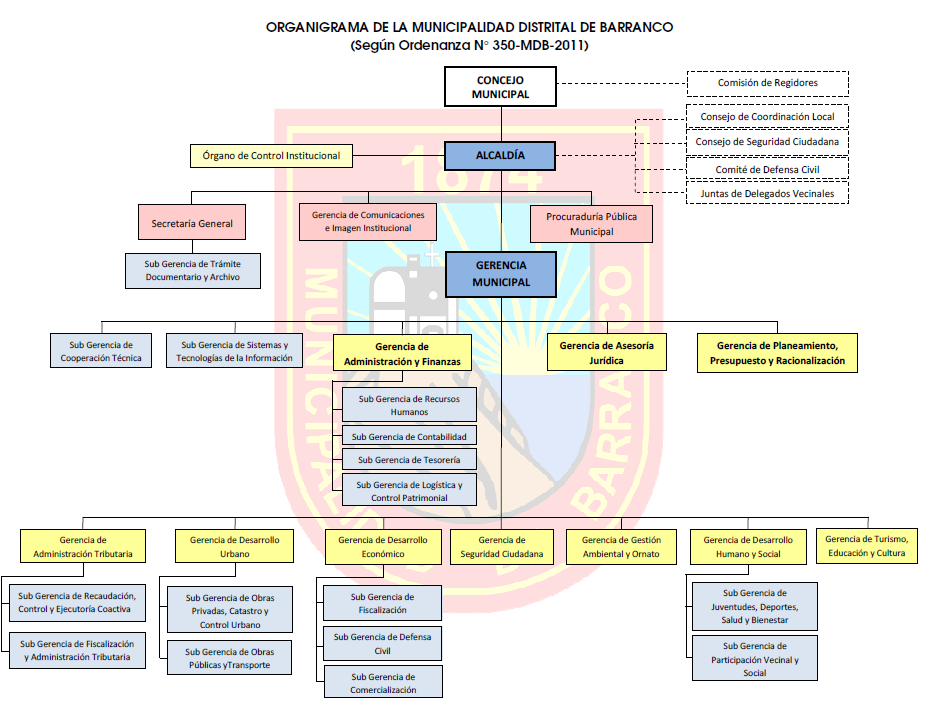 ORGANIGRAMA DE LA MUNICIPALIDAD DISTRITAL DE BARRANCO
(Según Ordenanza N° 350-MDB-2011)
CONCEJO
MUNICIPAL
Comisión de Regidores
Consejo de Coordinación Local
Consejo de Seguridad Ciudadana
Comité de Defensa Civil
Juntas de Delegados Vecinales
Órgano de Control Institucional
ALCALDÍA
1874
Secretaría General
Gerencia de Comunicaciones
e Imagen Institucional
Procuraduría Pública
Municipal
Sub Gerencia de Trámite
Documentario y Archivo
GERENCIA
MUNICIPAL
Sub Gerencia de
Cooperación Técnica
Sub Gerencia de Sistemas y
Tecnologías de la Información
Gerencia de
Administración y Finanzas
Gerencia de Asesoría
Jurídica
Gerencia de Planeamiento,
Presupuesto y Racionalización
Sub Gerencia de Recursos
Humanos
Sub Gerencia de Contabilidad
Sub Gerencia de Tesorería
Sub Gerencia de Logística y
Control Patrimonial
BARRANCO
Gerencia de
Administración Tributaria
Gerencia de Desarrollo
Urbano
Gerencia de Desarrollo
Económico
Gerencia de
Seguridad Ciudadana
Gerencia de Gestión
Ambiental y Ornato
Gerencia de Desarrollo
Humano y Social
Gerencia de Turismo,
Educación y Cultura
Sub Gerencia de Recaudación,
Control y Ejecutoría Coactiva
Sub Gerencia de Fiscalización
y Administración Tributaria
Sub Gerencia de Obras
Privadas, Catastro y
Control Urbano
Sub Gerencia de Obras
Públicas yTransporte
Sub Gerencia de
Fiscalización
Sub Gerencia de Defensa
Civil
Sub Gerencia de
Comercialización
Sub Gerencia de
Juventudes, Deportes,
Salud y Bienestar
Sub Gerencia de
Participación Vecinal y
Social